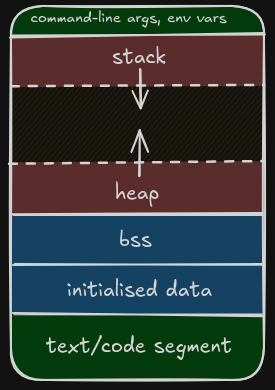 command-line args, env vars
stack
heap
bss
initialised data
text/code segment